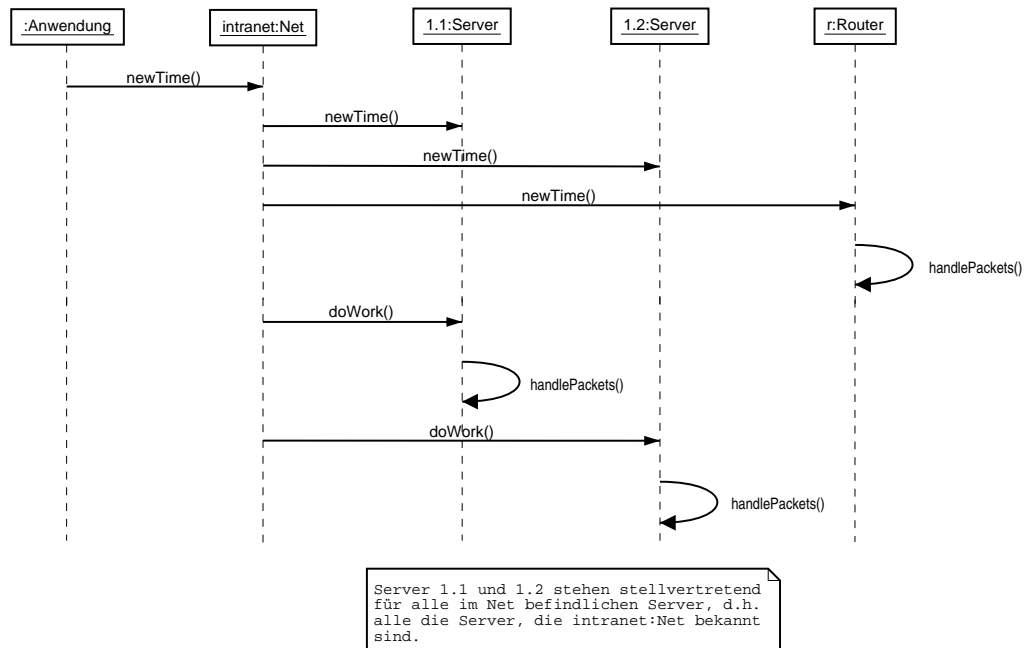 :Anwendung
intranet:Net
1.1:Server
1.2:Server
r:Router
newTime()
newTime()
newTime()
newTime()
handlePackets()
doWork()
handlePackets()
doWork()
handlePackets()
Server 1.1 und 1.2 stehen stellvertretend
für alle im Net befindlichen Server, d.h.
alle die Server, die intranet:Net bekannt
sind.